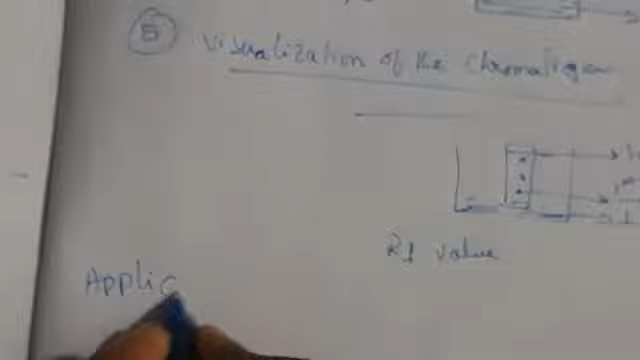 5 Visualization of the Chromatogram
Rf value
Applic